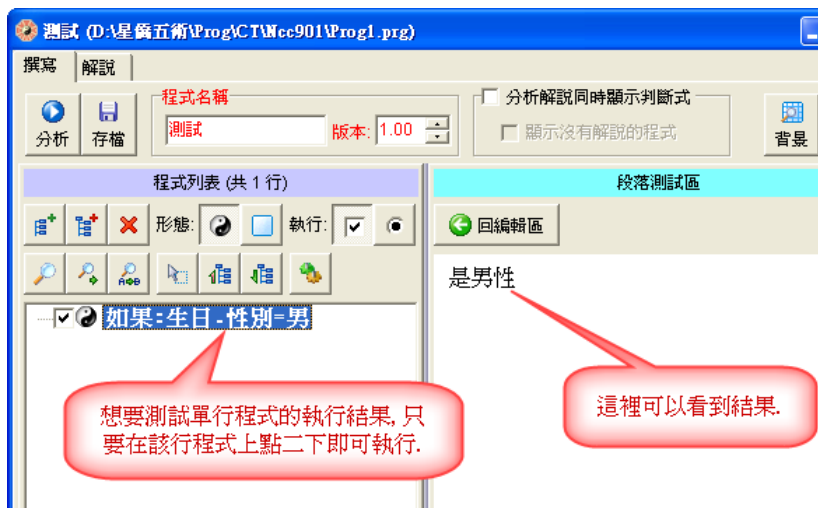 測試 (D:\星僑五術\Prog\CT\Ncc901\Prog1.prg)
撰寫 解說
程式名稱
分析解說同時顯示判斷式
分析 存檔 測試 版本: 1.00 顯示沒有解說的程式 背景
程式列表 (共 1 行)
段落測試區
形態: 執行: 回編輯區
A↔B
是男性
如果:生日-性別=男
想要測試單行程式的執行結果, 只
要在該行程式上點二下即可執行.
這裡可以看到結果.